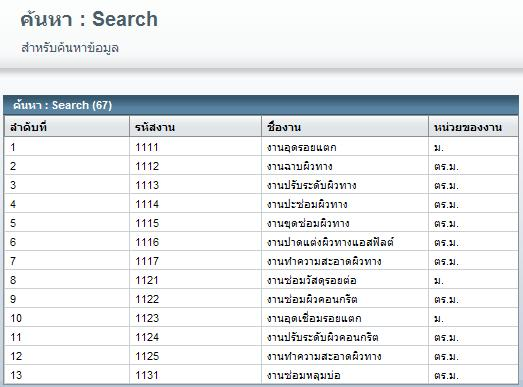 ค้นหา : Search
สำหรับค้นหาข้อมูล
ค้นหา : Search (67)
ลำดับที่ รหัสงาน ชื่องาน หน่วยของงาน
1 1111 งานอุดรอยแตก ม.
2 1112 งานฉาบผิวทาง ตร.ม.
3 1113 งานปรับระดับผิวทาง ตร.ม.
4 1114 งานปะซ่อมผิวทาง ตร.ม.
5 1115 งานขุดซ่อมผิวทาง ตร.ม.
6 1116 งานปาดแต่งผิวทางแอสฟัลต์ ตร.ม.
7 1117 งานทำความสะอาดผิวทาง ตร.ม.
8 1121 งานซ่อมวัสดุรอยต่อ ม.
9 1122 งานซ่อมผิวคอนกรีต ตร.ม.
10 1123 งานอุดเชื่อมรอยแตก ม.
11 1124 งานปรับระดับผิวคอนกรีต ตร.ม.
12 1125 งานทำความสะอาดผิวทาง ตร.ม.
13 1131 งานซ่อมหลุมบ่อ ตร.ม.